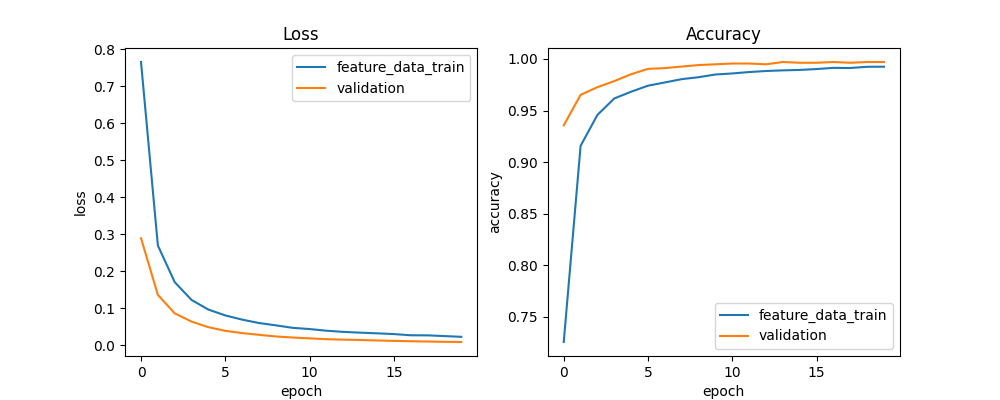 Loss
0.8
0.7
0.6
0.5
0.4
0.3
0.2
0.1
0.0
loss
feature_data_train
validation
0 5 10 15
epoch
Accuracy
1.00
0.95
0.90
0.85
0.80
0.75
accuracy
feature_data_train
validation
0 5 10 15
epoch